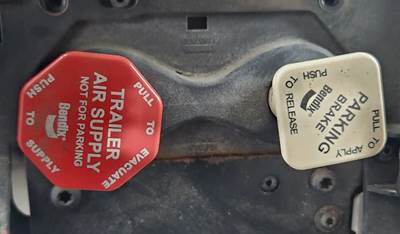 PULL TO EVACUATE
TRAILER
AIR SUPPLY
NOT FOR PARKING
Bendix
PUSH TO SUPPLY
PUSH TO RELEASE
Bendix
PARKING
BRAKE
PULL TO APPLY
Bendix